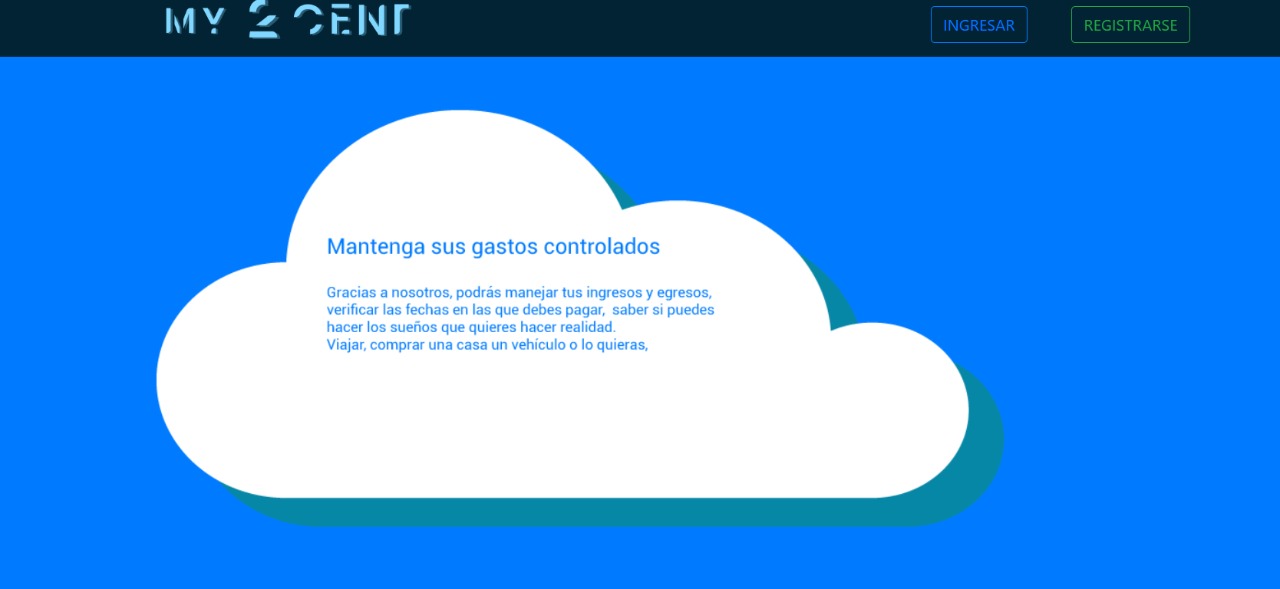 MY 2 CENT
INGRESAR
REGISTRARSE
Mantenga sus gastos controlados
Gracias a nosotros, podrás manejar tus ingresos y egresos,
verificar las fechas en las que debes pagar,  saber si puedes
hacer los sueños que quieres hacer realidad.
Viajar, comprar una casa un vehículo o lo quieras,